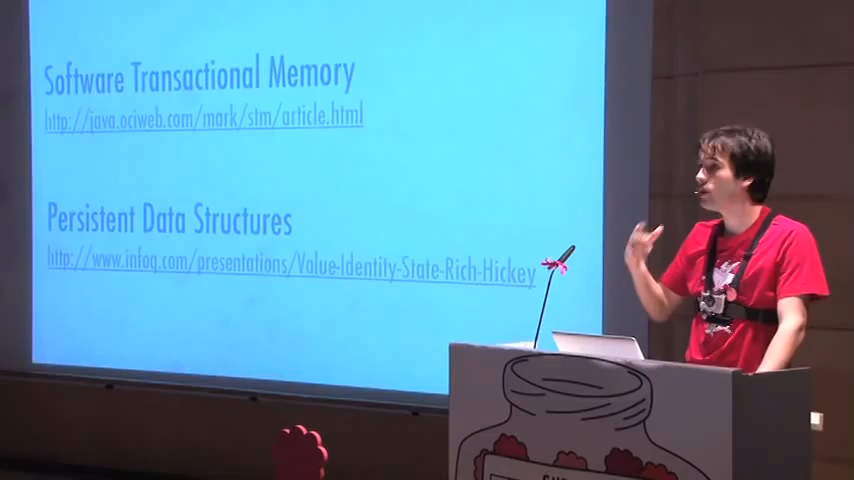 Software Transactional Memory
http://java.ociweb.com/mark/stm/article.html
Persistent Data Structures
http://www.infoq.com/presentations/Value-Identity-State-Rich-Hickey